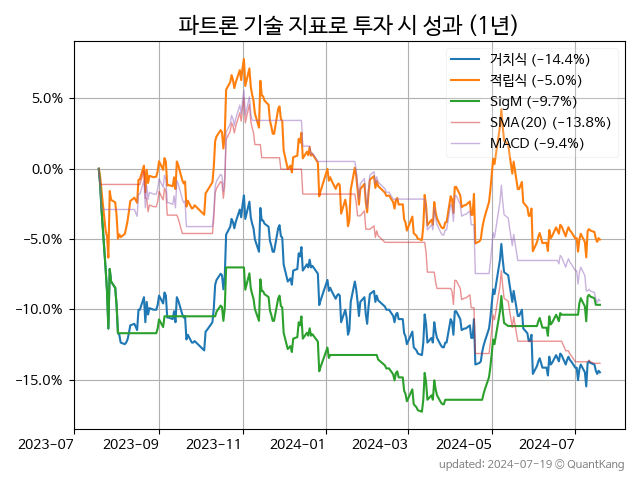 파트론 기술 지표로 투자 시 성과 (1년)
거치식 (−14.4%)
적립식 (−5.0%)
SigM (−9.7%)
SMA(20) (−13.8%)
MACD (−9.4%)
5.0%
0.0%
−5.0%
−10.0%
−15.0%
2023-07 2023-09 2023-11 2024-01 2024-03 2024-05 2024-07
updated: 2024-07-19 © QuantKang